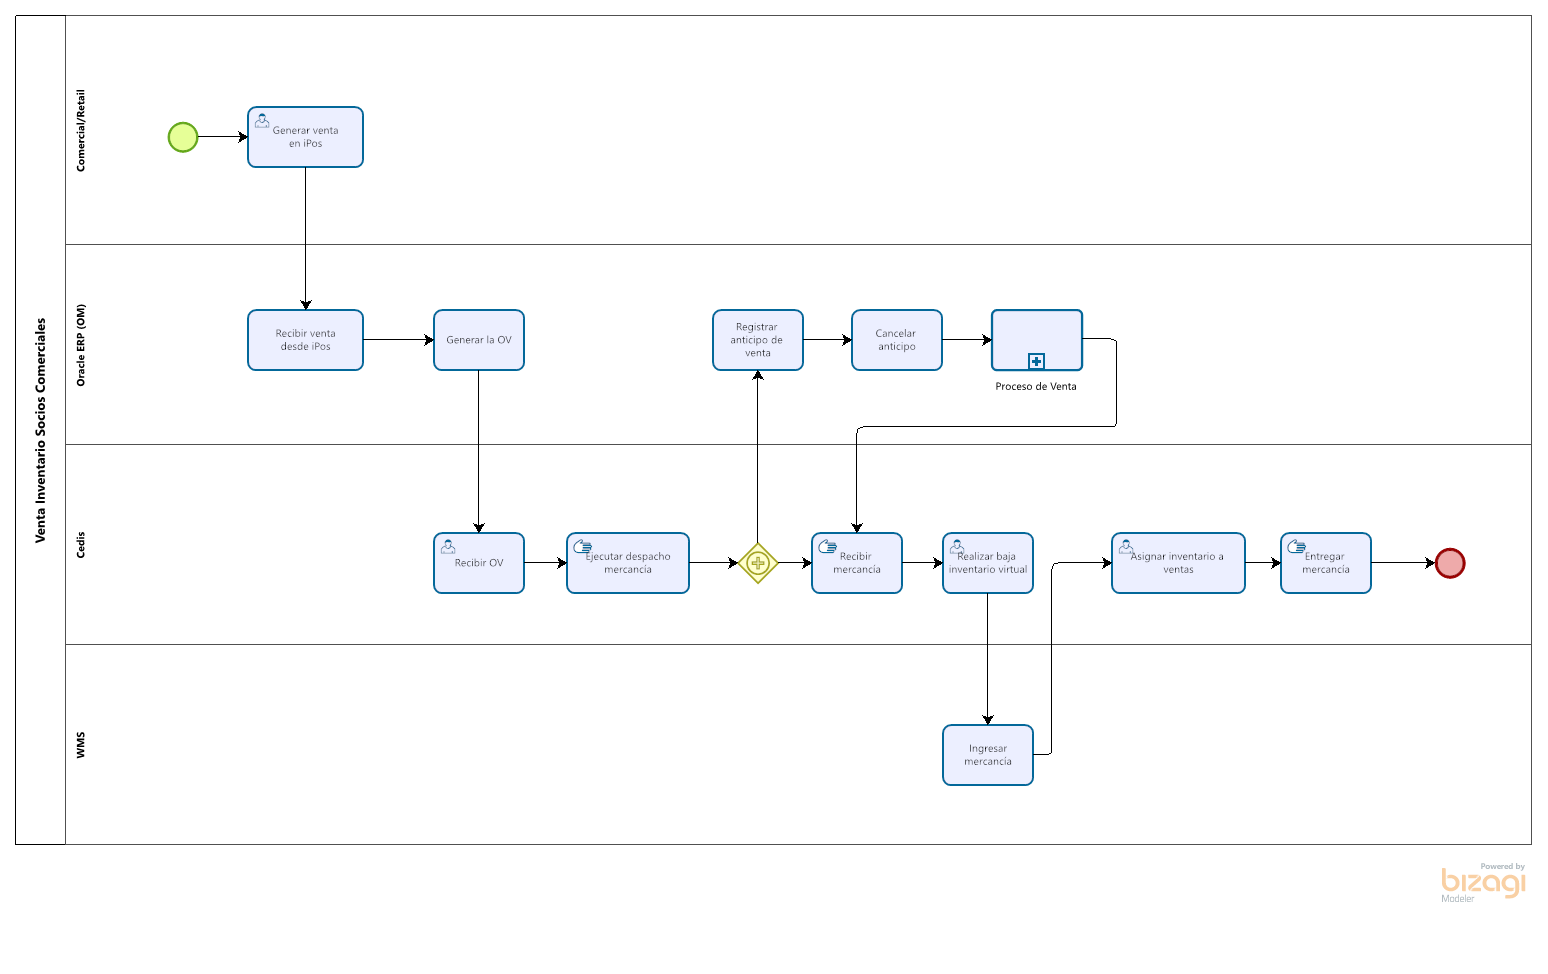 Venta Inventario Socios Comerciales
Comercial/Retail
Generar venta
en iPos
Oracle ERP (OM)
Recibir venta
desde iPos
Generar la OV
Registrar
anticipo de
venta
Cancelar
anticipo
Proceso de Venta
Cedis
Recibir OV
Ejecutar despacho
mercancía
Recibir
mercancía
Realizar baja
inventario virtual
Asignar inventario a
ventas
Entregar
mercancía
WMS
Ingresar
mercancía
Powered by
bizagi
Modeler